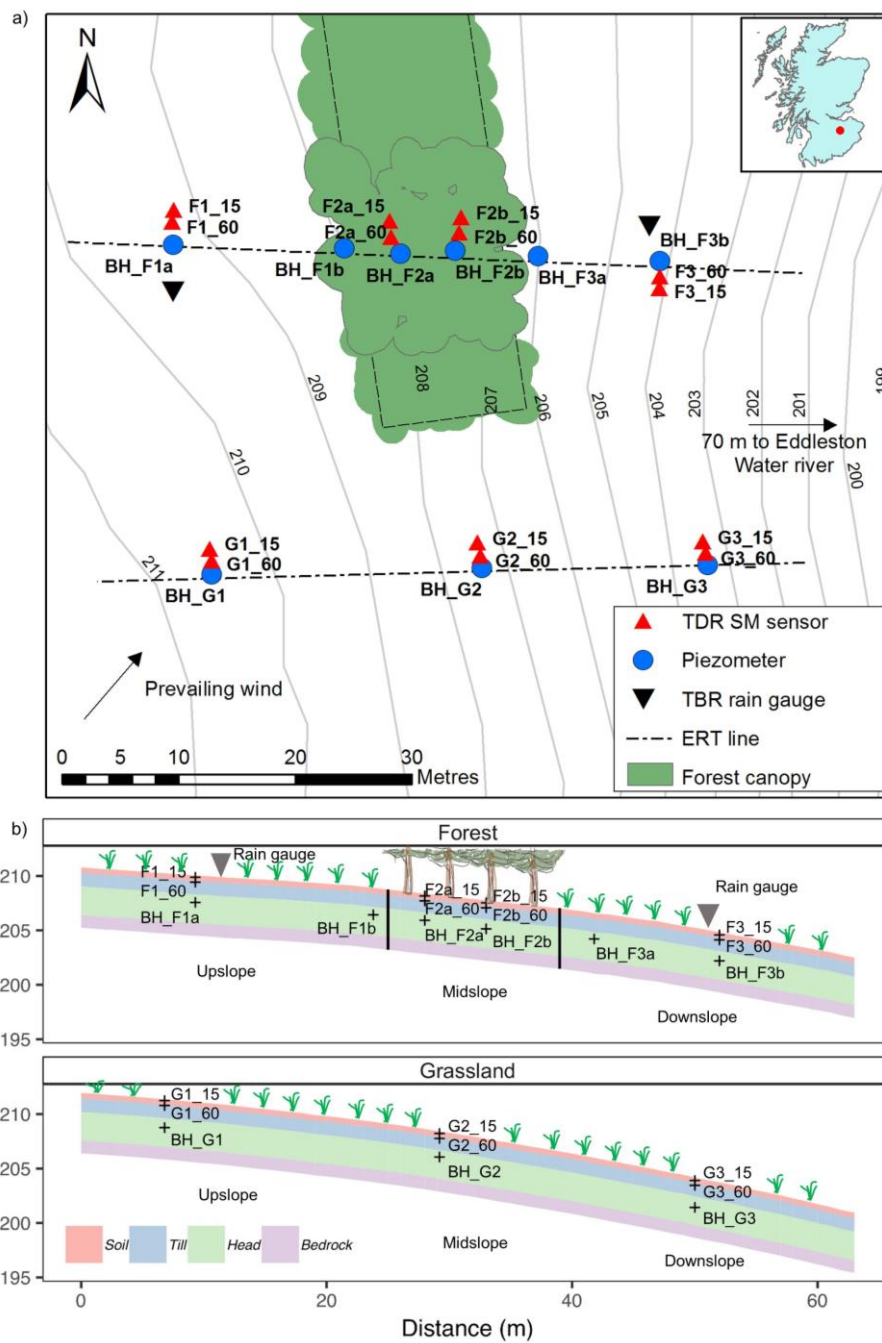 a)
N
F1_15
F1_60
BH_F1a
BH_F1b
F2a_15
F2a_60
BH_F2a
F2b_15
F2b_60
BH_F2b
BH_F3a
BH_F3b
F3_60
F3_15
211
210
209
208
207
206
205
204
203
202
201
200
199
70 m to Eddleston
Water river
G1_15
G1_60
BH_G1
G2_15
G2_60
BH_G2
G3_15
G3_60
BH_G3
Prevailing wind
0 5 10 20 30
Metres
TDR SM sensor
Piezometer
TBR rain gauge
ERT line
Forest canopy
b)
Forest
210
205
200
195
F1_15
F1_60
BH_F1a
Rain gauge
BH_F1b
F2a_15
F2a_60
BH_F2a
F2b_15
F2b_60
BH_F2b
BH_F3a
Rain gauge
F3_15
F3_60
BH_F3b
Upslope
Midslope
Downslope
Grassland
210
205
200
195
G1_15
G1_60
BH_G1
G2_15
G2_60
BH_G2
G3_15
G3_60
BH_G3
Upslope
Midslope
Downslope
Soil Till Head Bedrock
0 20 40 60
Distance (m)